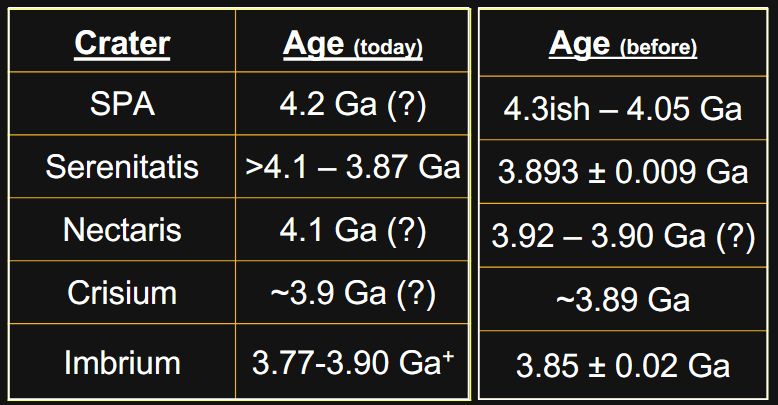 Crater Age (today) Age (before)
SPA 4.2 Ga (?) 4.3ish – 4.05 Ga
Serenitatis >4.1 – 3.87 Ga 3.893 ± 0.009 Ga
Nectaris 4.1 Ga (?) 3.92 – 3.90 Ga (?)
Crisium ~3.9 Ga (?) ~3.89 Ga
Imbrium 3.77-3.90 Ga⁺ 3.85 ± 0.02 Ga